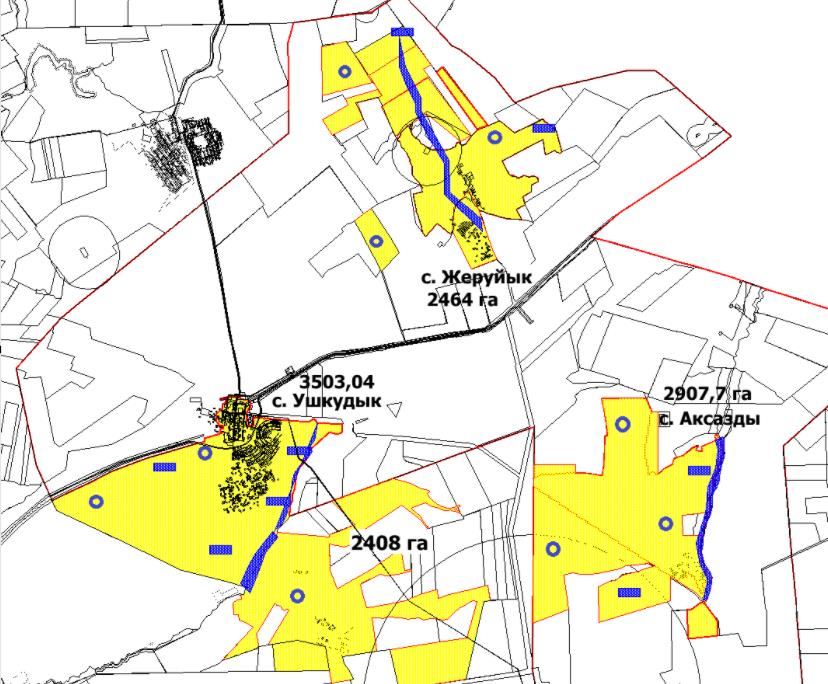 с. Жеруйык
2464 га
3503,04
с. Ушкудык
2907,7 га
с. Аксазды
2408 га